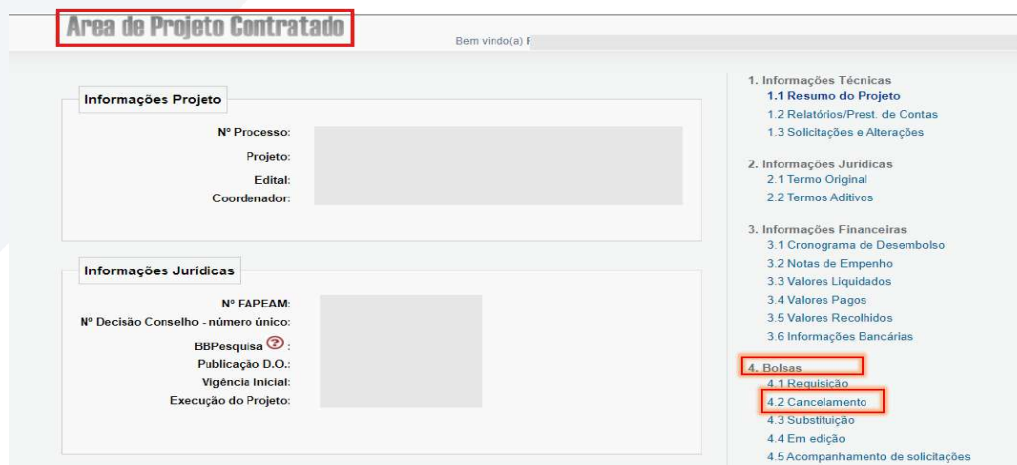 Area de Projeto Contratado
Bem vindo(a) F
Informações Projeto
Nº Processo:
Projeto:
Edital:
Coordenador:
Informações Jurídicas
Nº FAPEAM:
Nº Decisão Conselho - número único:
BBPesquisa ? :
Publicação D.O.:
Vigência Inicial:
Execução do Projeto:
1. Informações Técnicas
1.1 Resumo do Projeto
1.2 Relatórios/Prest. de Contas
1.3 Solicitações e Alterações
2. Informações Jurídicas
2.1 Termo Original
2.2 Termos Aditivos
3. Informações Financeiras
3.1 Cronograma de Desembolso
3.2 Notas de Empenho
3.3 Valores Liquidados
3.4 Valores Pagos
3.5 Valores Recolhidos
3.6 Informações Bancárias
4. Bolsas
4.1 Requisição
4.2 Cancelamento
4.3 Substituição
4.4 Em edição
4.5 Acompanhamento de solicitações